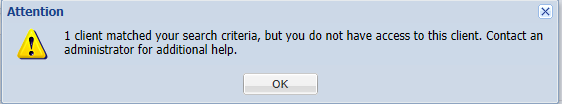 Attention
1 client matched your search criteria, but you do not have access to this client. Contact an
administrator for additional help.
OK